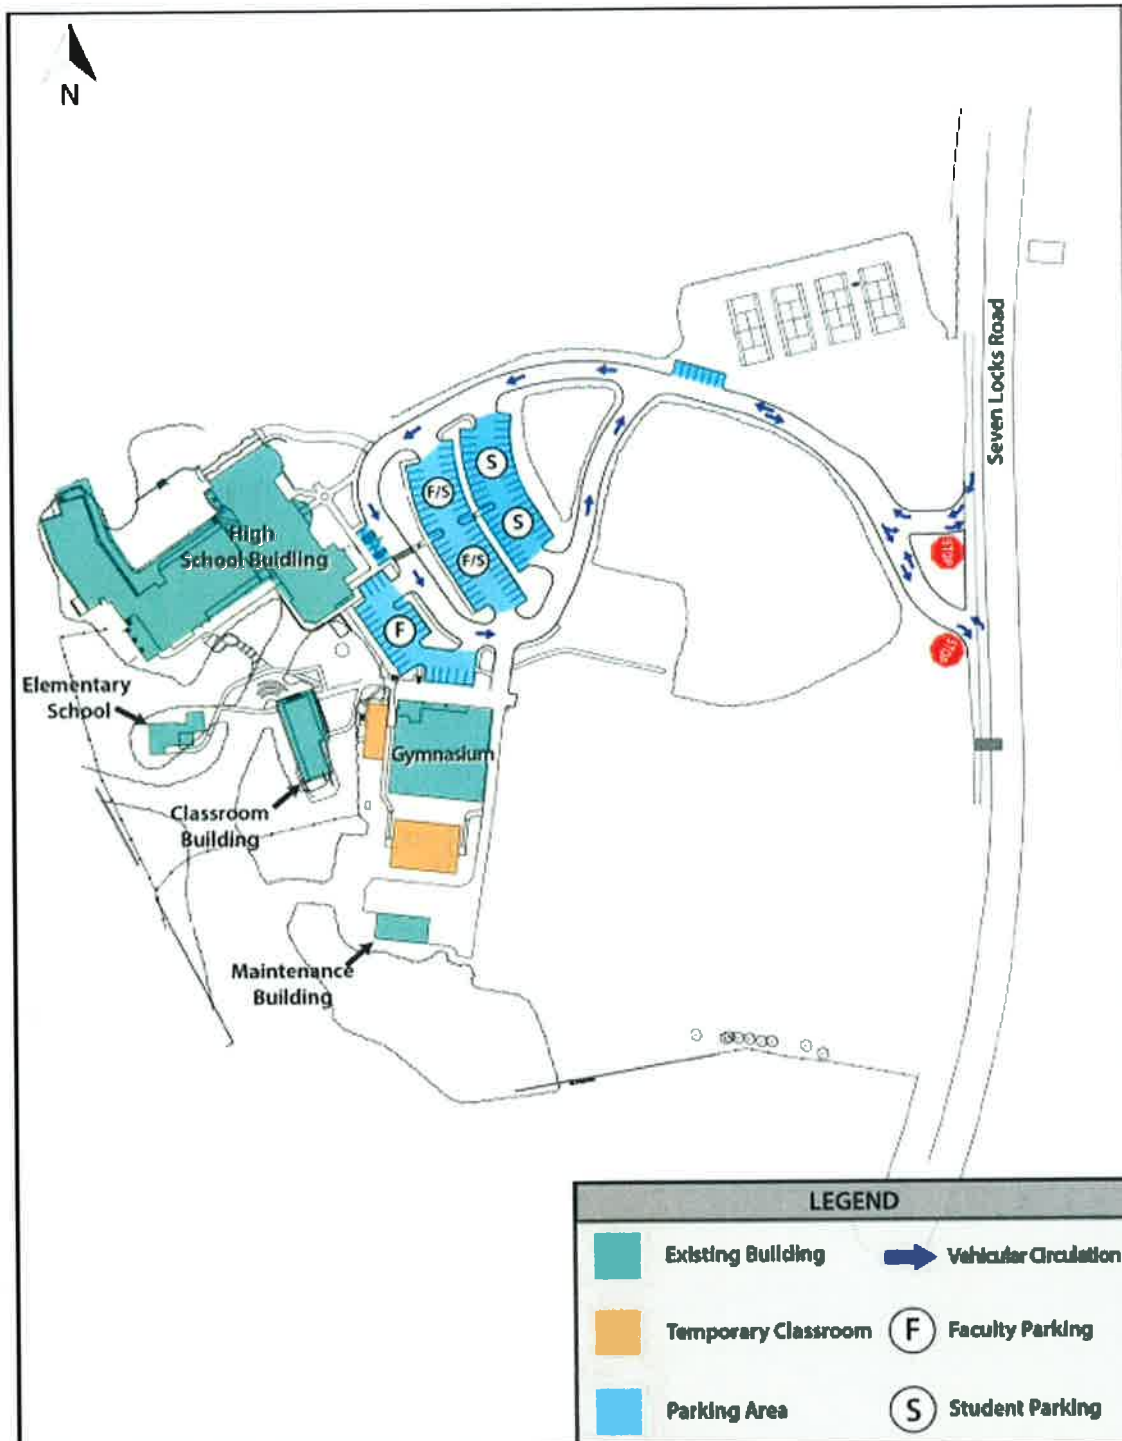 N
Seven Locks Road
S
F/S
S
F/S
High
School Buidling
STOP
F
STOP
Elementary
School
Gymnasium
Classroom
Building
Maintenance
Building
LEGEND
Existing Building
Vehicular Circulation
Temporary Classroom
F
Faculty Parking
Parking Area
S
Student Parking